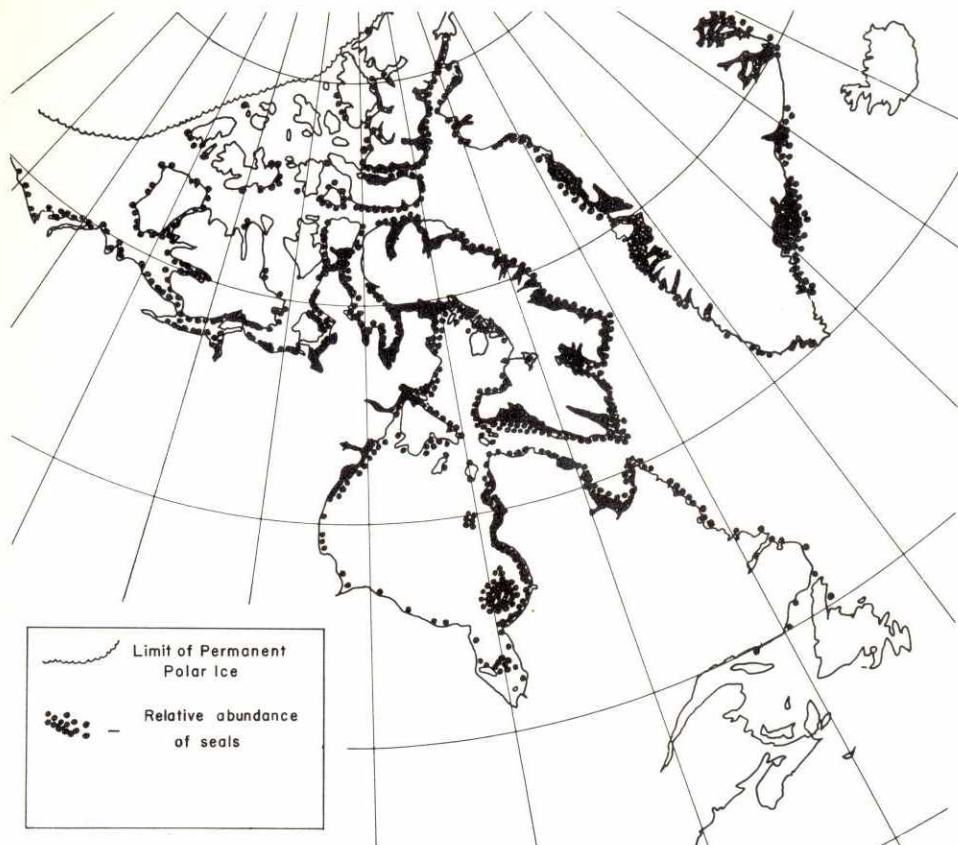 Limit of Permanent
Polar Ice
– Relative abundance
of seals